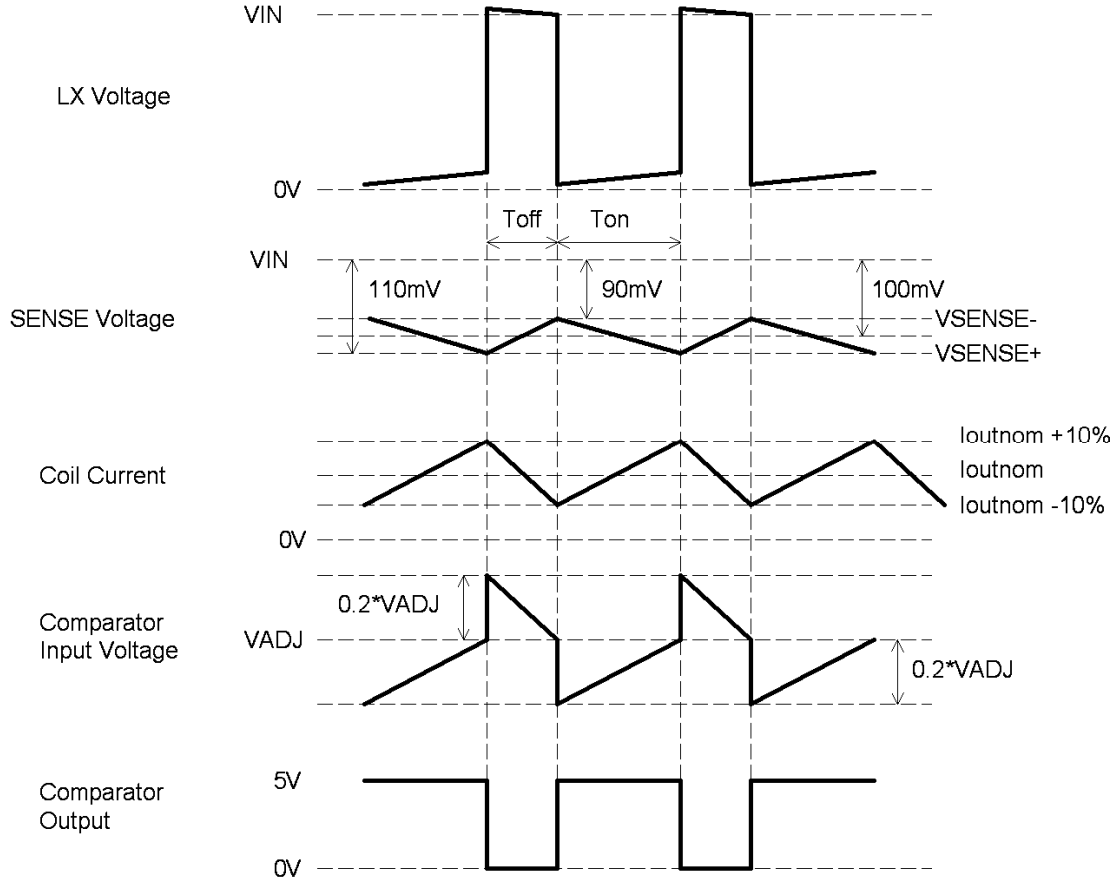 VIN
LX Voltage
0V
Toff
Ton
VIN
110mV
90mV
100mV
SENSE Voltage
VSENSE-
VSENSE+
Ioutnom +10%
Coil Current
Ioutnom
Ioutnom -10%
0V
0.2*VADJ
Comparator
Input Voltage
VADJ
0.2*VADJ
5V
Comparator
Output
0V